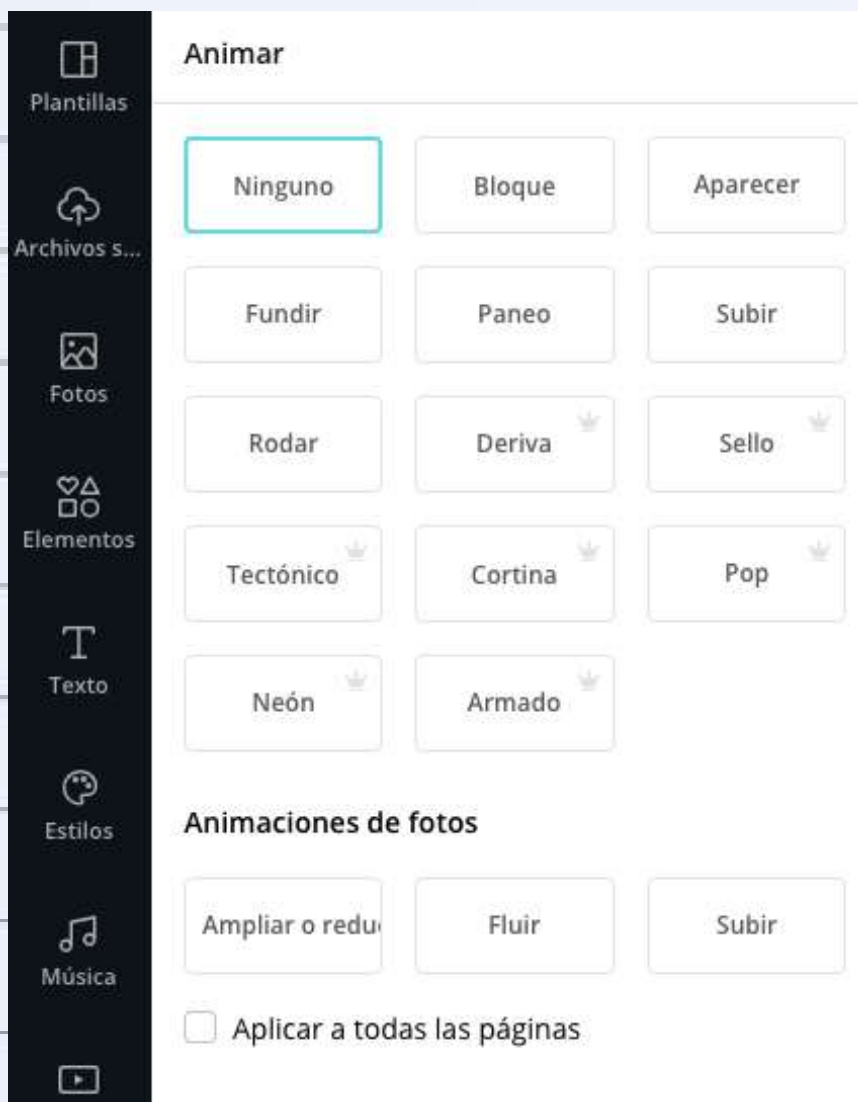 Plantillas
Archivos s...
Fotos
Elementos
Texto
Estilos
Música
Animar
Ninguno
Bloque
Aparecer
Fundir
Paneo
Subir
Rodar
Deriva
Sello
Tectónico
Cortina
Pop
Neón
Armado
Animaciones de fotos
Ampliar o redu
Fluir
Subir
Aplicar a todas las páginas